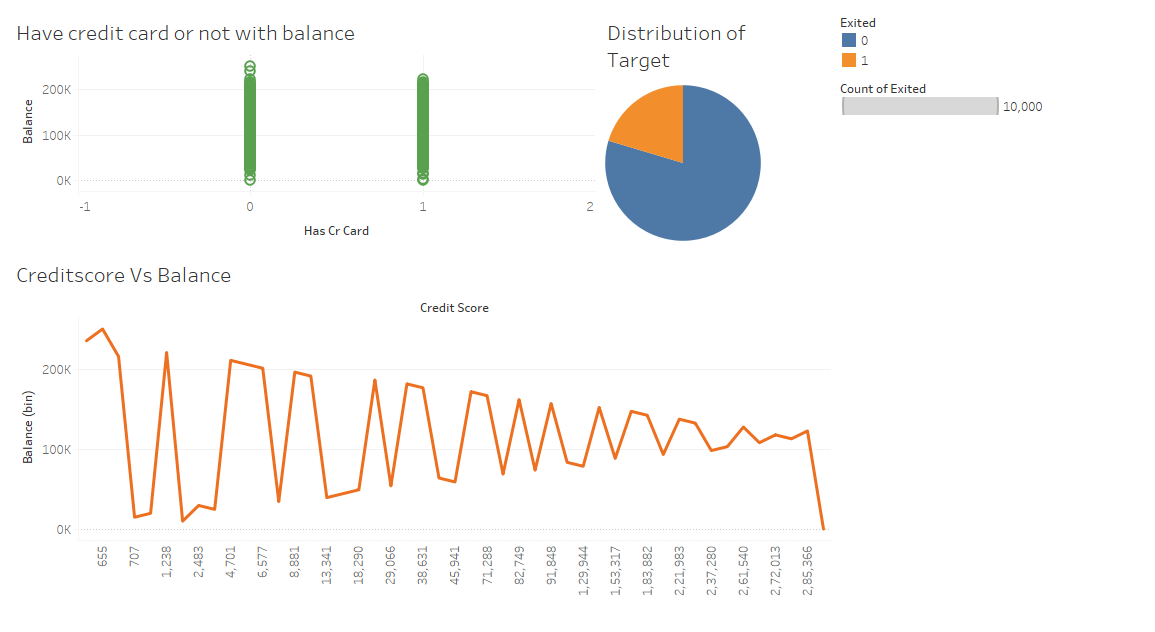 Have credit card or not with balance
Balance
200K
100K
0K
-1
0
1
2
Has Cr Card
Distribution of
Target
Exited
0
1
Count of Exited
10,000
Creditscore Vs Balance
Credit Score
Balance (bin)
200K
100K
0K
655
707
1,238
2,483
4,701
6,577
8,881
13,341
18,290
29,066
38,631
45,941
71,288
82,749
91,848
1,29,944
1,53,317
1,83,882
2,21,983
2,37,280
2,61,540
2,72,013
2,85,366